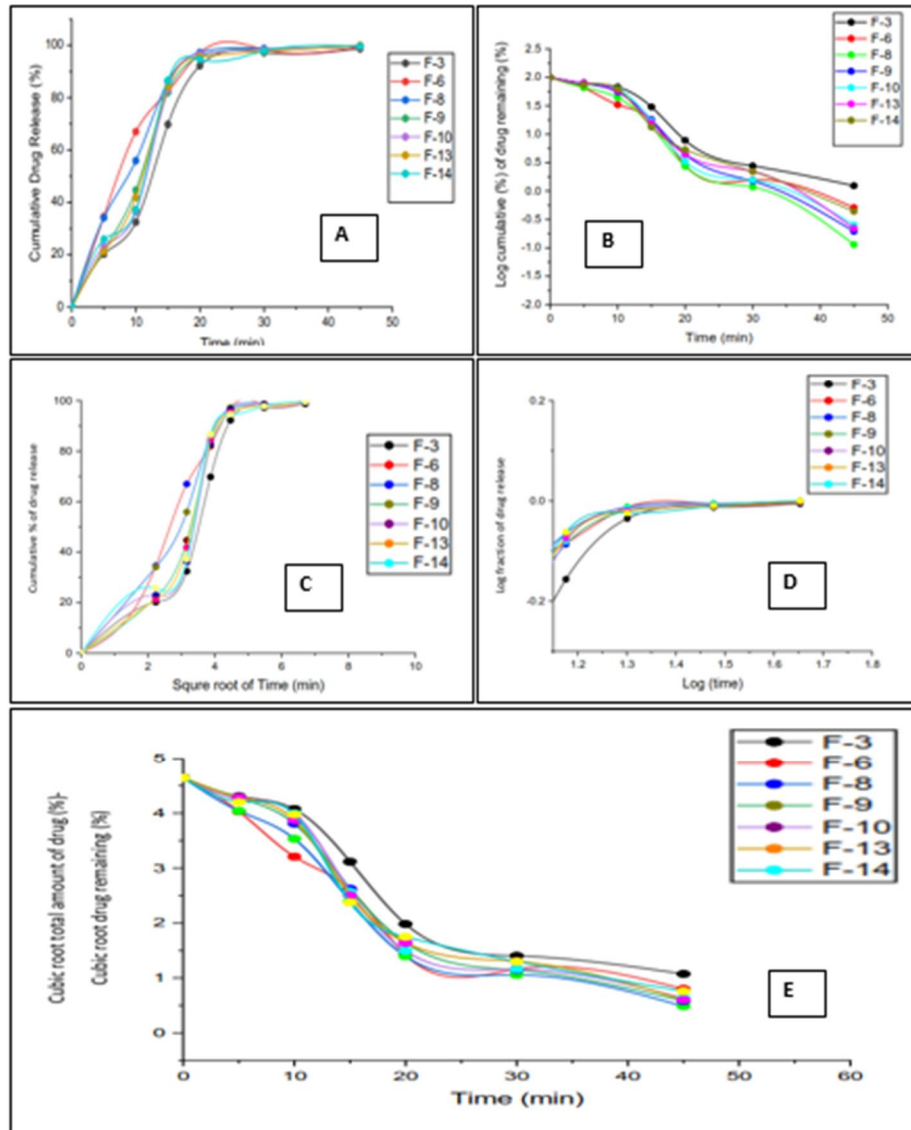 Cumulative Drug Release (%)
100
80
60
40
20
0
0 10 20 30 40 50
Time (min)
F-3
F-6
F-8
F-9
F-10
F-13
F-14
A
Log cumulative (%) of drug remaining (%)
2.5
2.0
1.5
1.0
0.5
0.0
-0.5
-1.0
-1.5
-2.0
0 10 20 30 40 50
Time (min)
F-3
F-6
F-8
F-9
F-10
F-13
F-14
B
Cumulative % of drug release
100
80
60
40
20
0
0 2 4 6 8 10
Squre root of Time (min)
F-3
F-6
F-8
F-9
F-10
F-13
F-14
C
Log fraction of drug release
0.2
0.0
-0.2
1.2 1.3 1.4 1.5 1.6 1.7 1.8
Log (time)
F-3
F-6
F-8
F-9
F-10
F-13
F-14
D
Cubic root total amount of drug (%)-
Cubic root drug remaining (%)
5
4
3
2
1
0
0 10 20 30 40 50 60
Time (min)
F-3
F-6
F-8
F-9
F-10
F-13
F-14
E